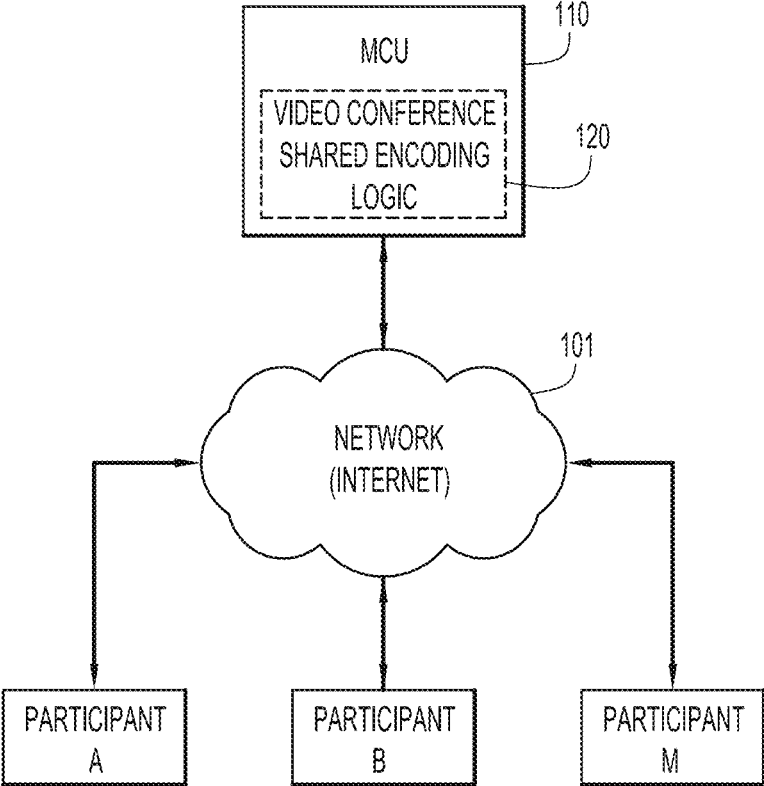 MCU
110
VIDEO CONFERENCE
SHARED ENCODING
LOGIC
120
101
NETWORK
(INTERNET)
PARTICIPANT
A
PARTICIPANT
B
PARTICIPANT
M